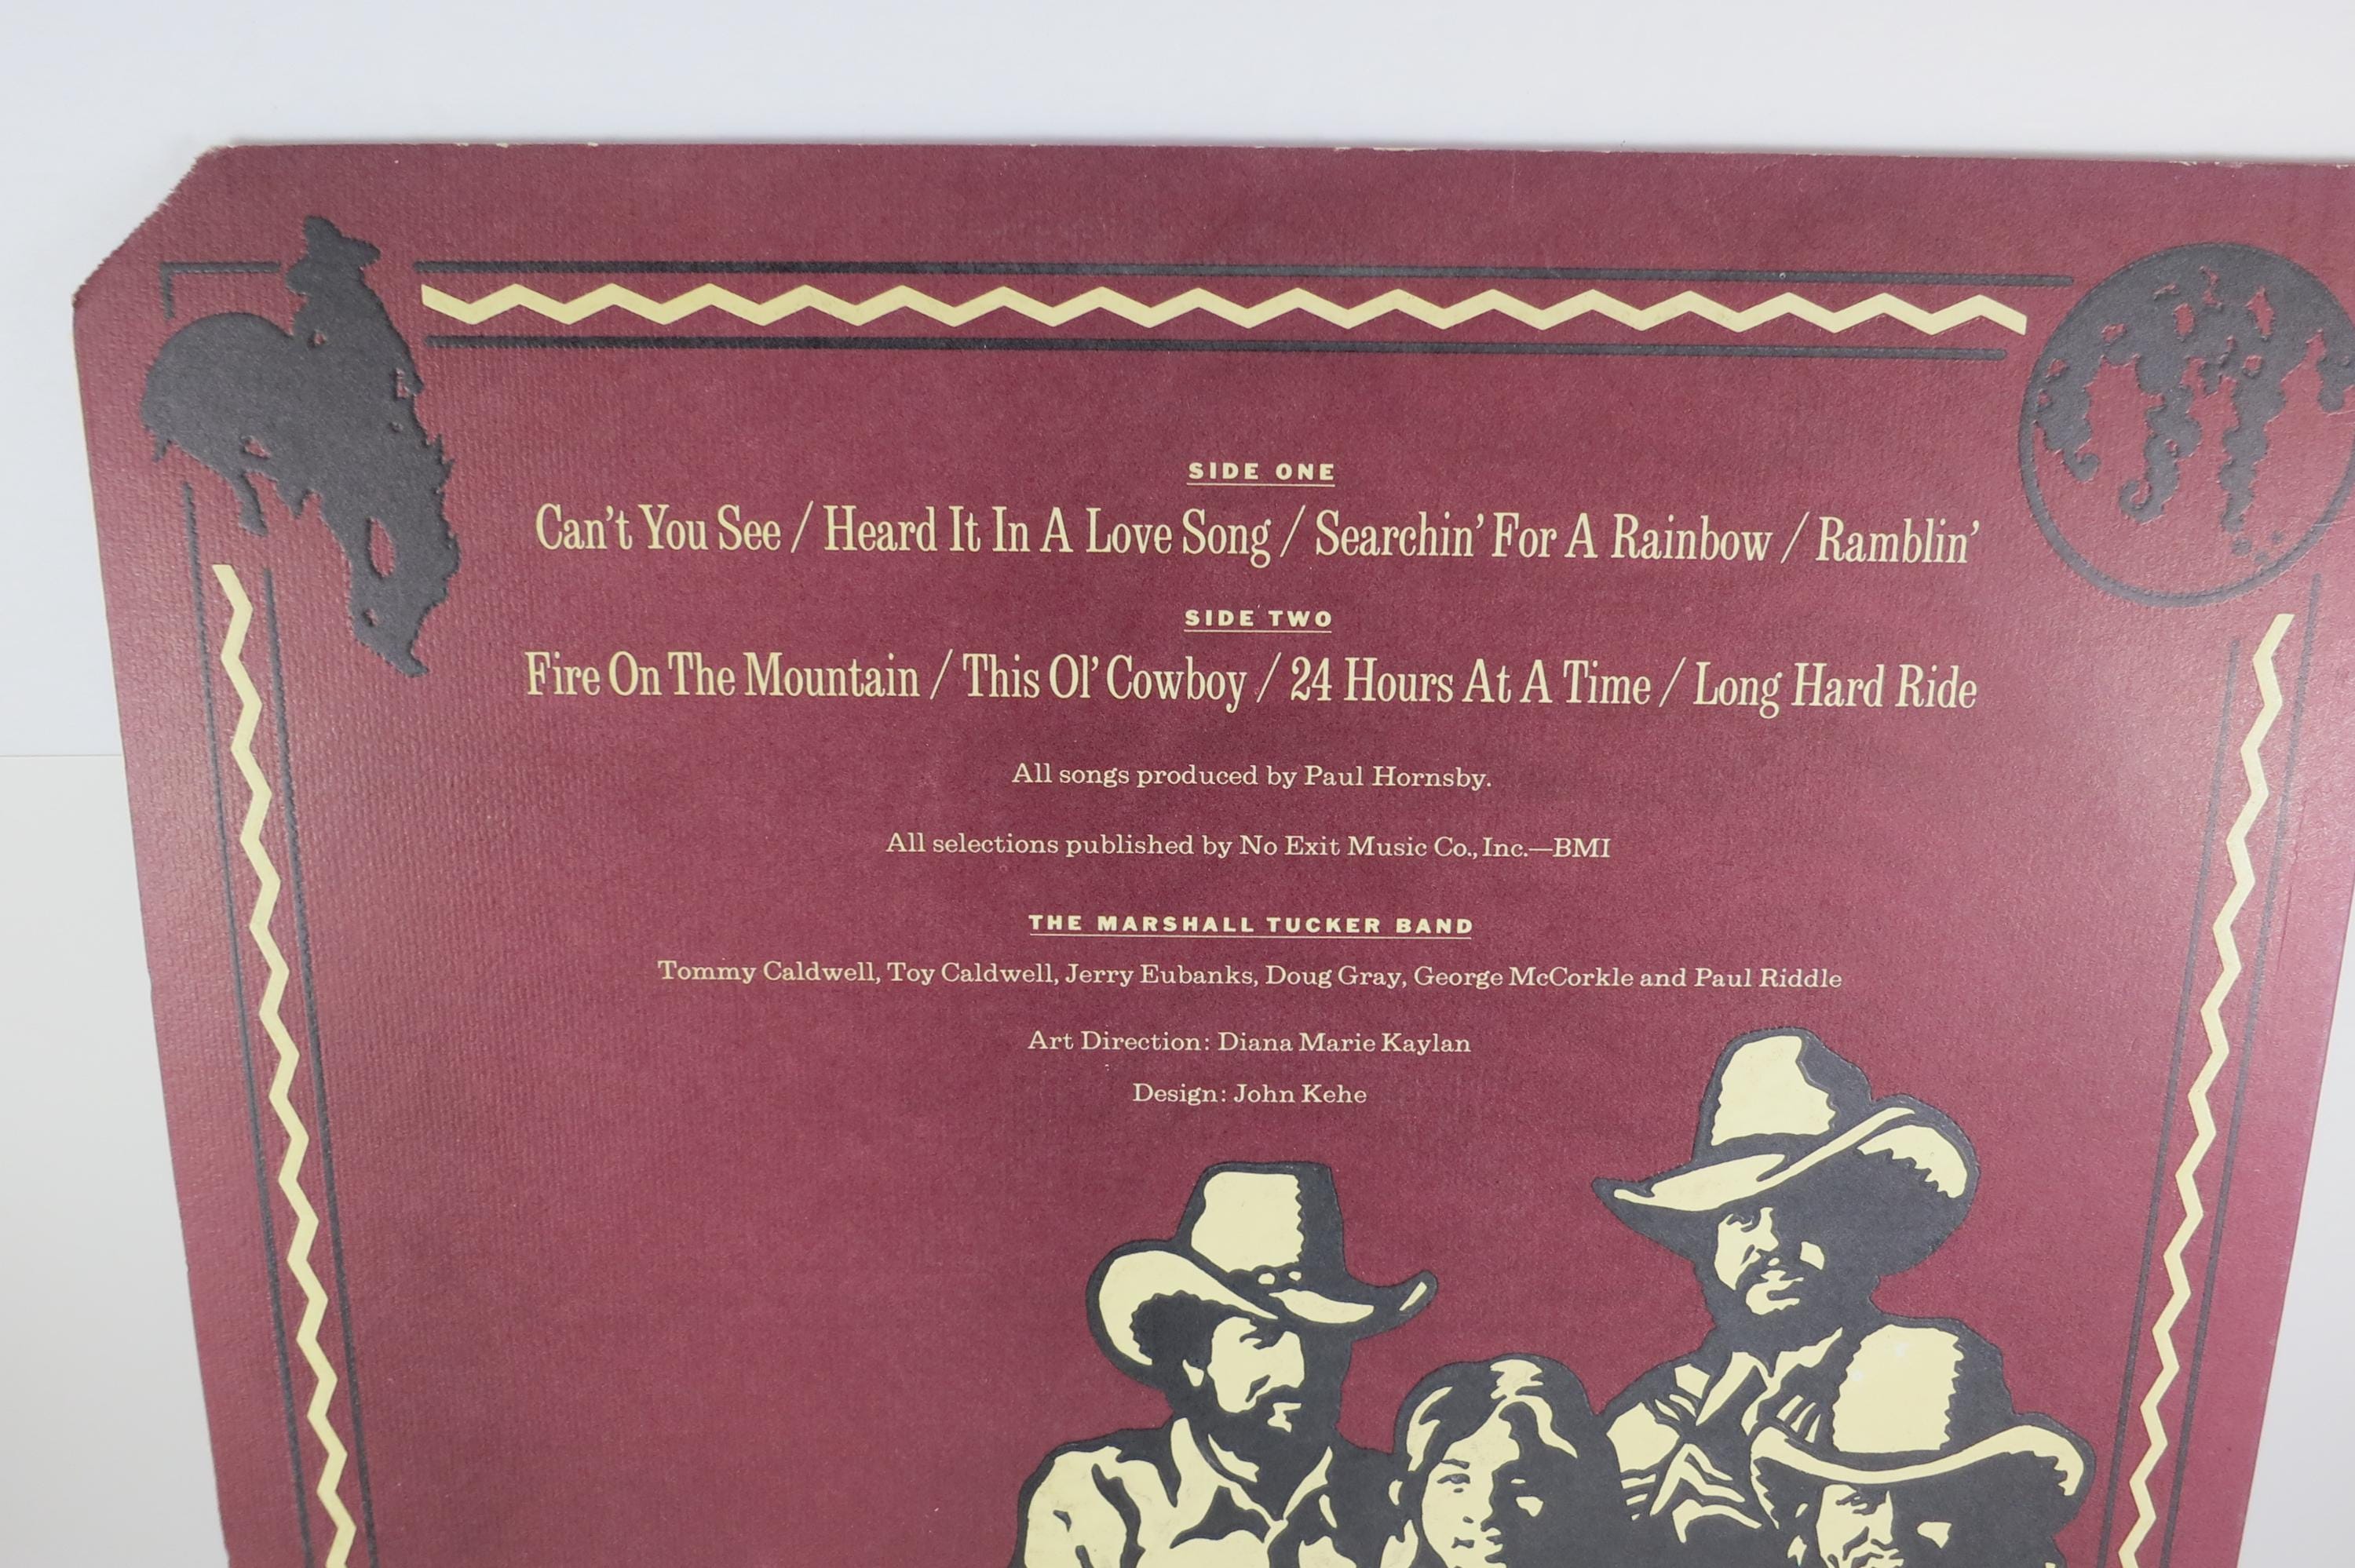 SIDE ONE
Can't You See / Heard It In A Love Song / Searchin' For A Rainbow / Ramblin'
SIDE TWO
Fire On The Mountain / This Ol' Cowboy / 24 Hours At A Time / Long Hard Ride
All songs produced by Paul Hornsby.
All selections published by No Exit Music Co., Inc.—BMI
THE MARSHALL TUCKER BAND
Tommy Caldwell, Toy Caldwell, Jerry Eubanks, Doug Gray, George McCorkle and Paul Riddle
Art Direction: Diana Marie Kaylan
Design: John Kehe